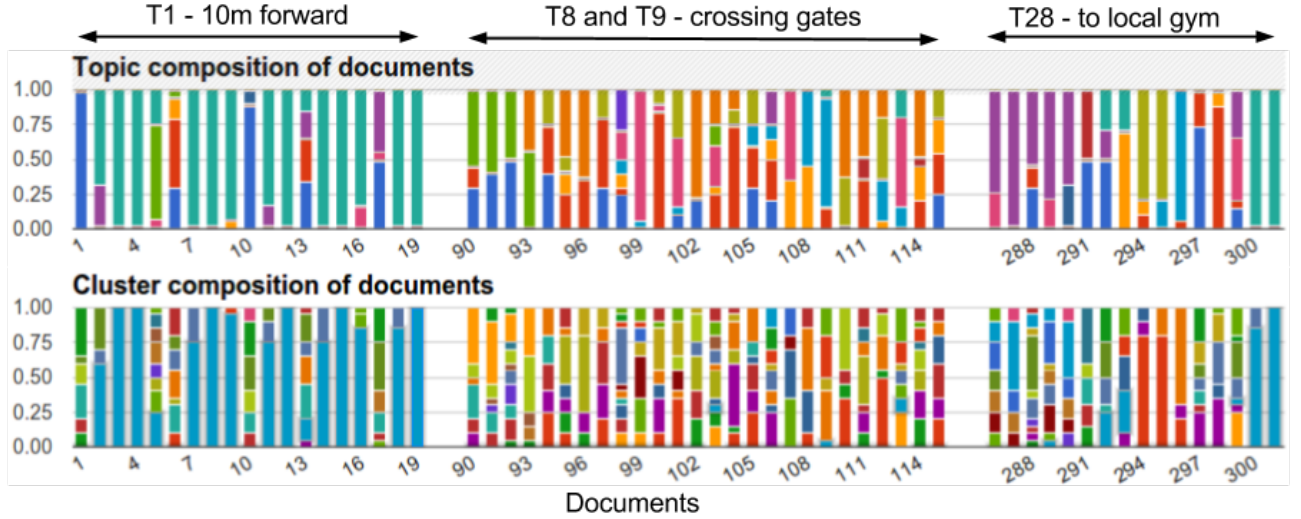 T1 - 10m forward T8 and T9 - crossing gates T28 - to local gym
Topic composition of documents
1.00
0.75
0.50
0.25
0.00
1 4 7 10 13 16 19 90 93 96 99 102 105 108 111 114 288 291 294 297 300
Cluster composition of documents
1.00
0.75
0.50
0.25
0.00
1 4 7 10 13 16 19 90 93 96 99 102 105 108 111 114 288 291 294 297 300
Documents